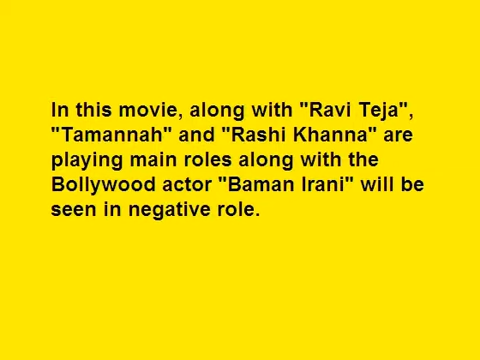 In this movie, along with "Ravi Teja",
"Tamannah" and "Rashi Khanna" are
playing main roles along with the
Bollywood actor "Baman Irani" will be
seen in negative role.